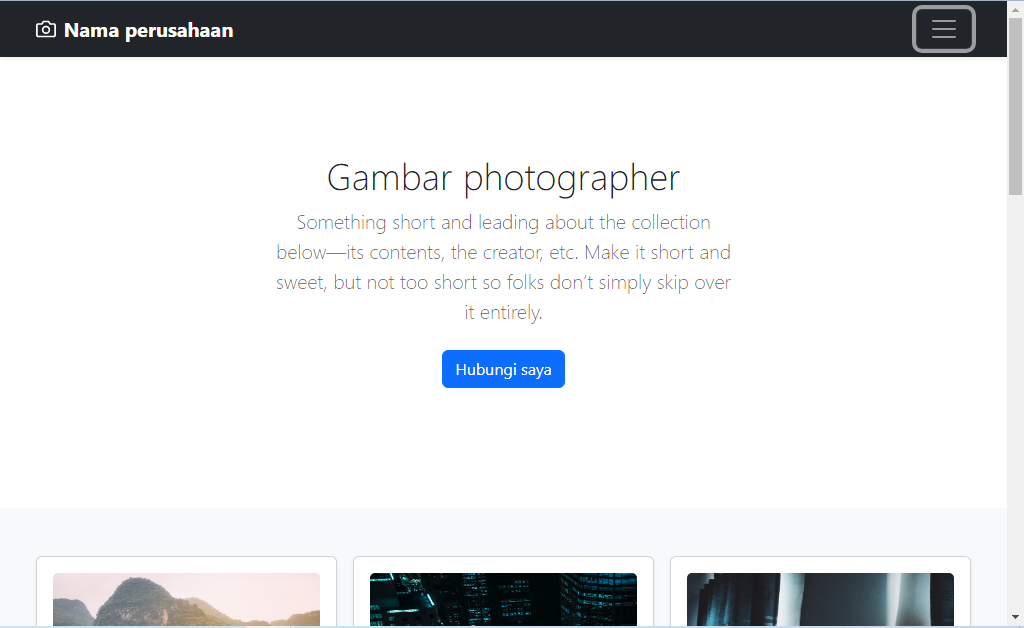 Nama perusahaan
Gambar photographer
Something short and leading about the collection
below—its contents, the creator, etc. Make it short and
sweet, but not too short so folks don’t simply skip over
it entirely.
Hubungi saya